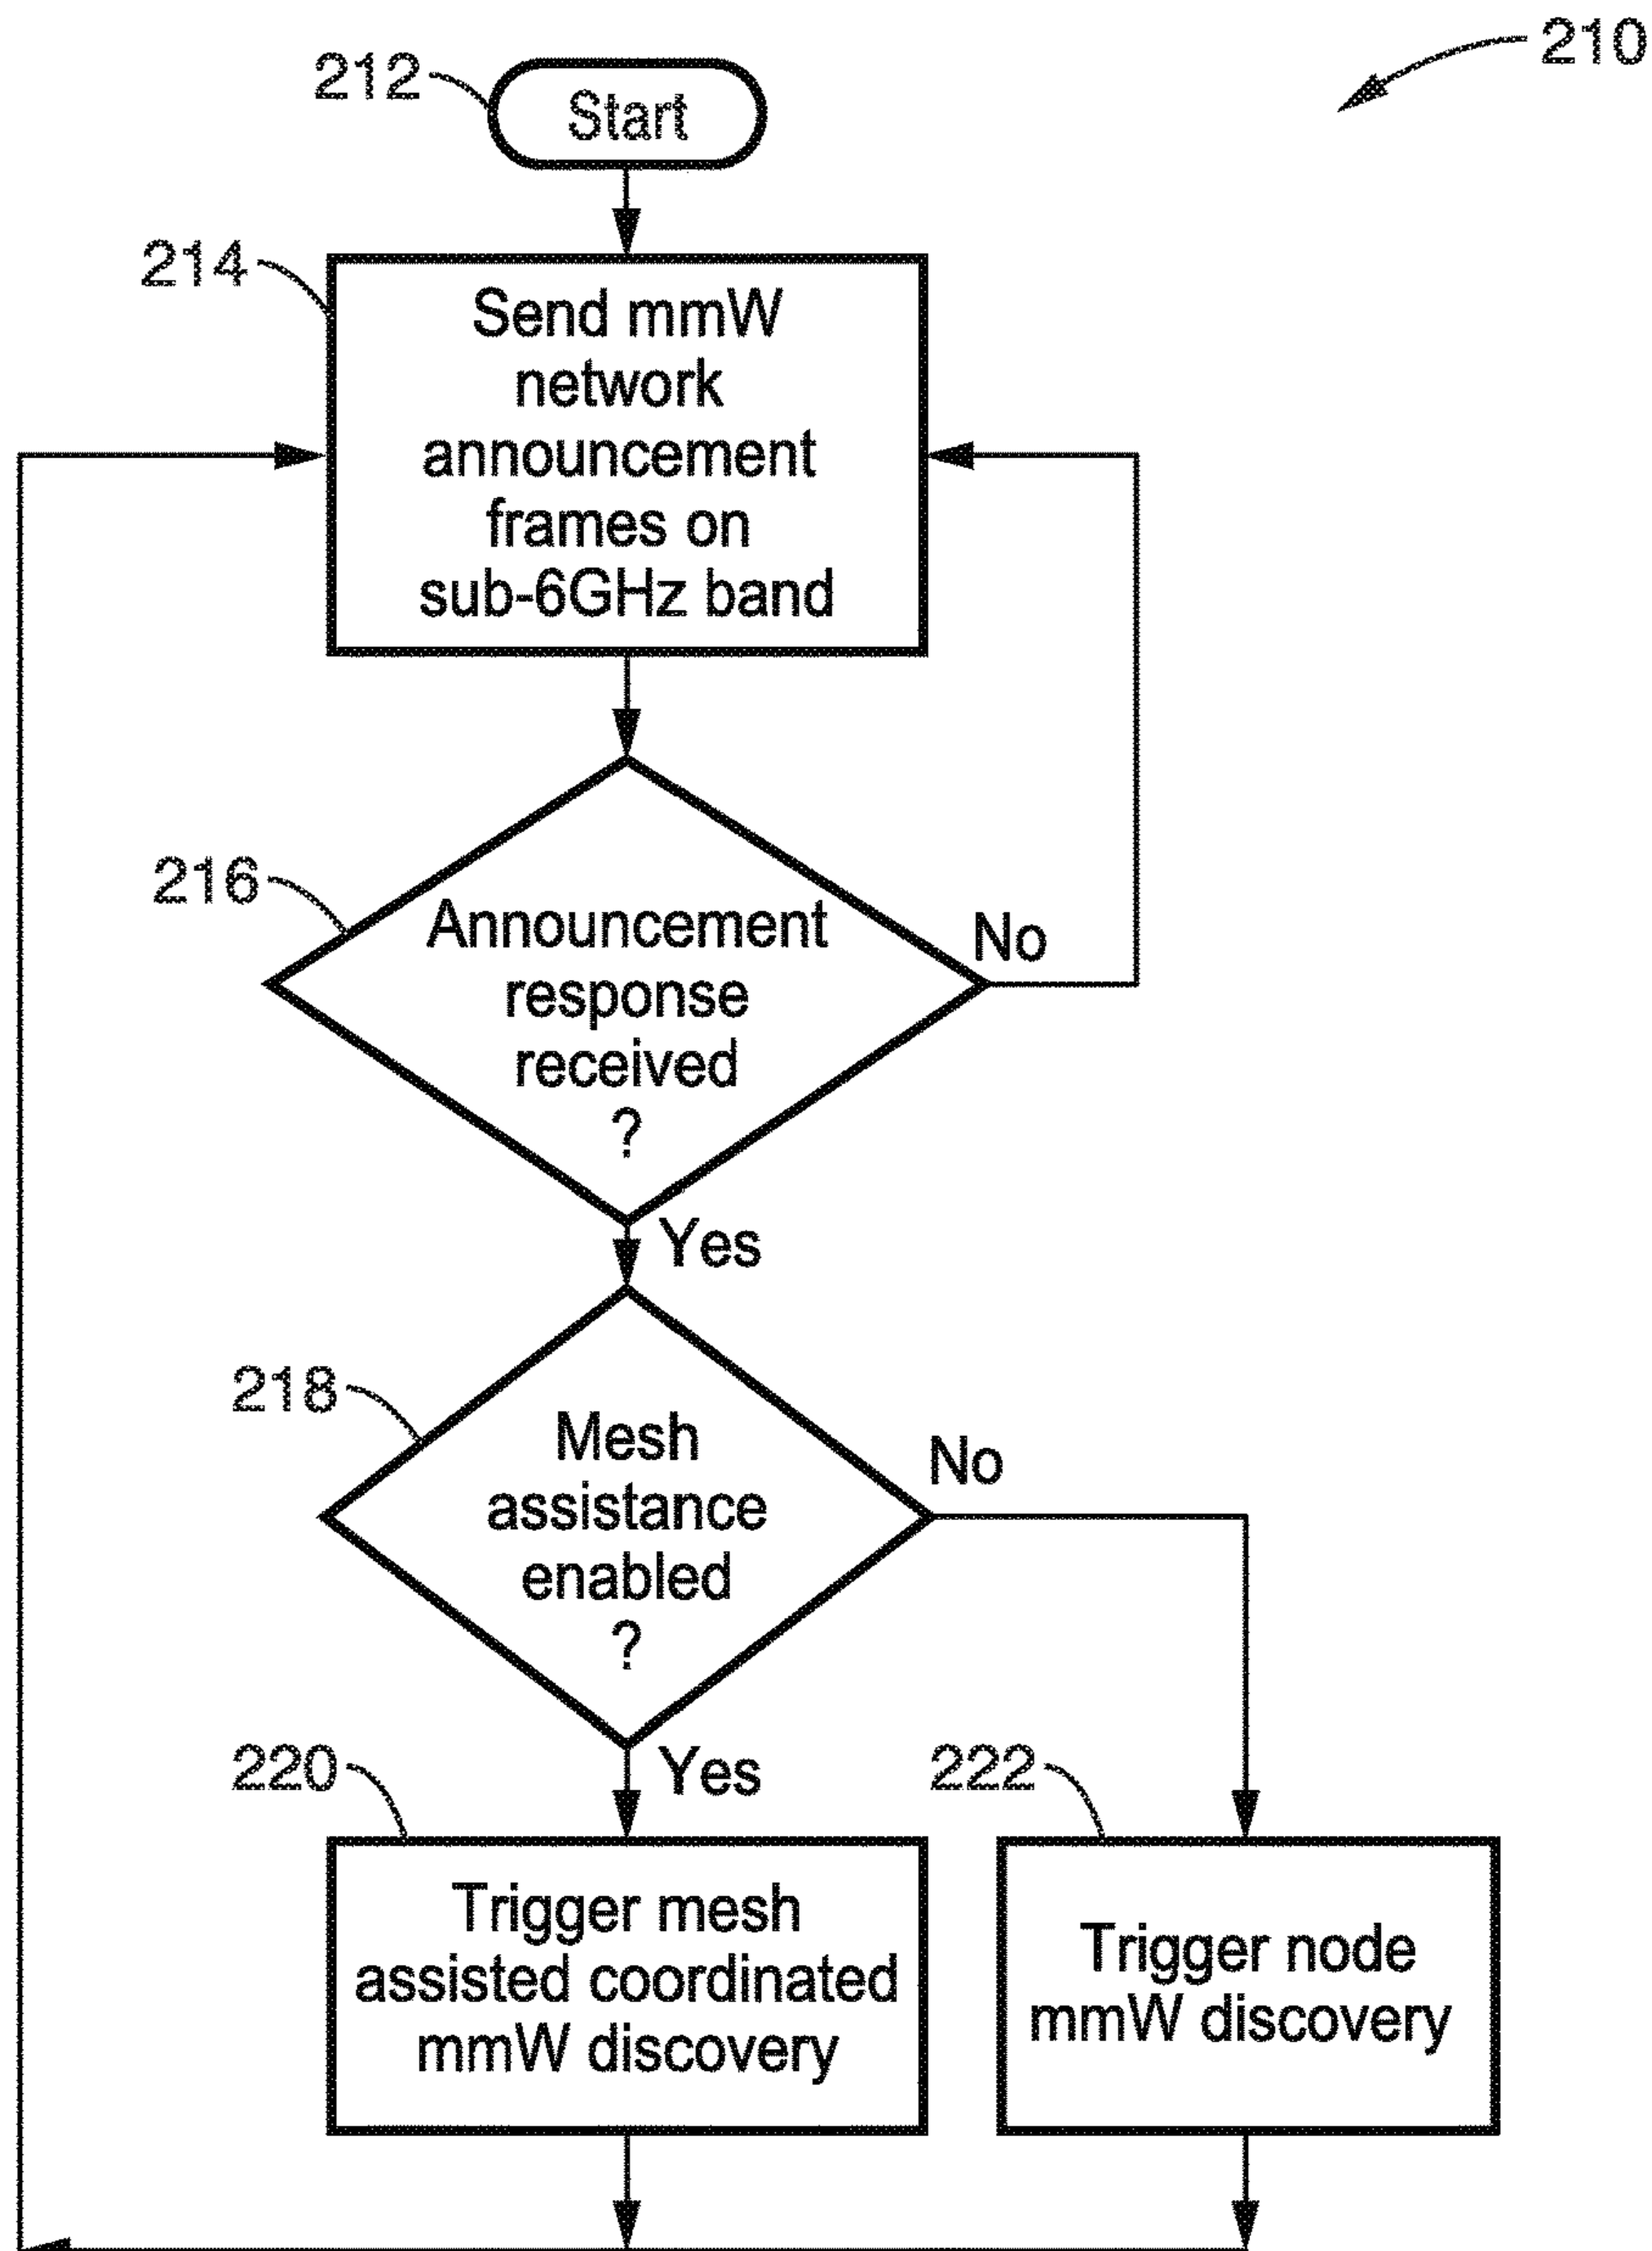 210
212
Start
214
Send mmW
network
announcement
frames on
sub-6GHz band
216
Announcement
response
received
?
No
Yes
218
Mesh
assistance
enabled
?
No
Yes
220
222
Trigger mesh
assisted coordinated
mmW discovery
Trigger node
mmW discovery